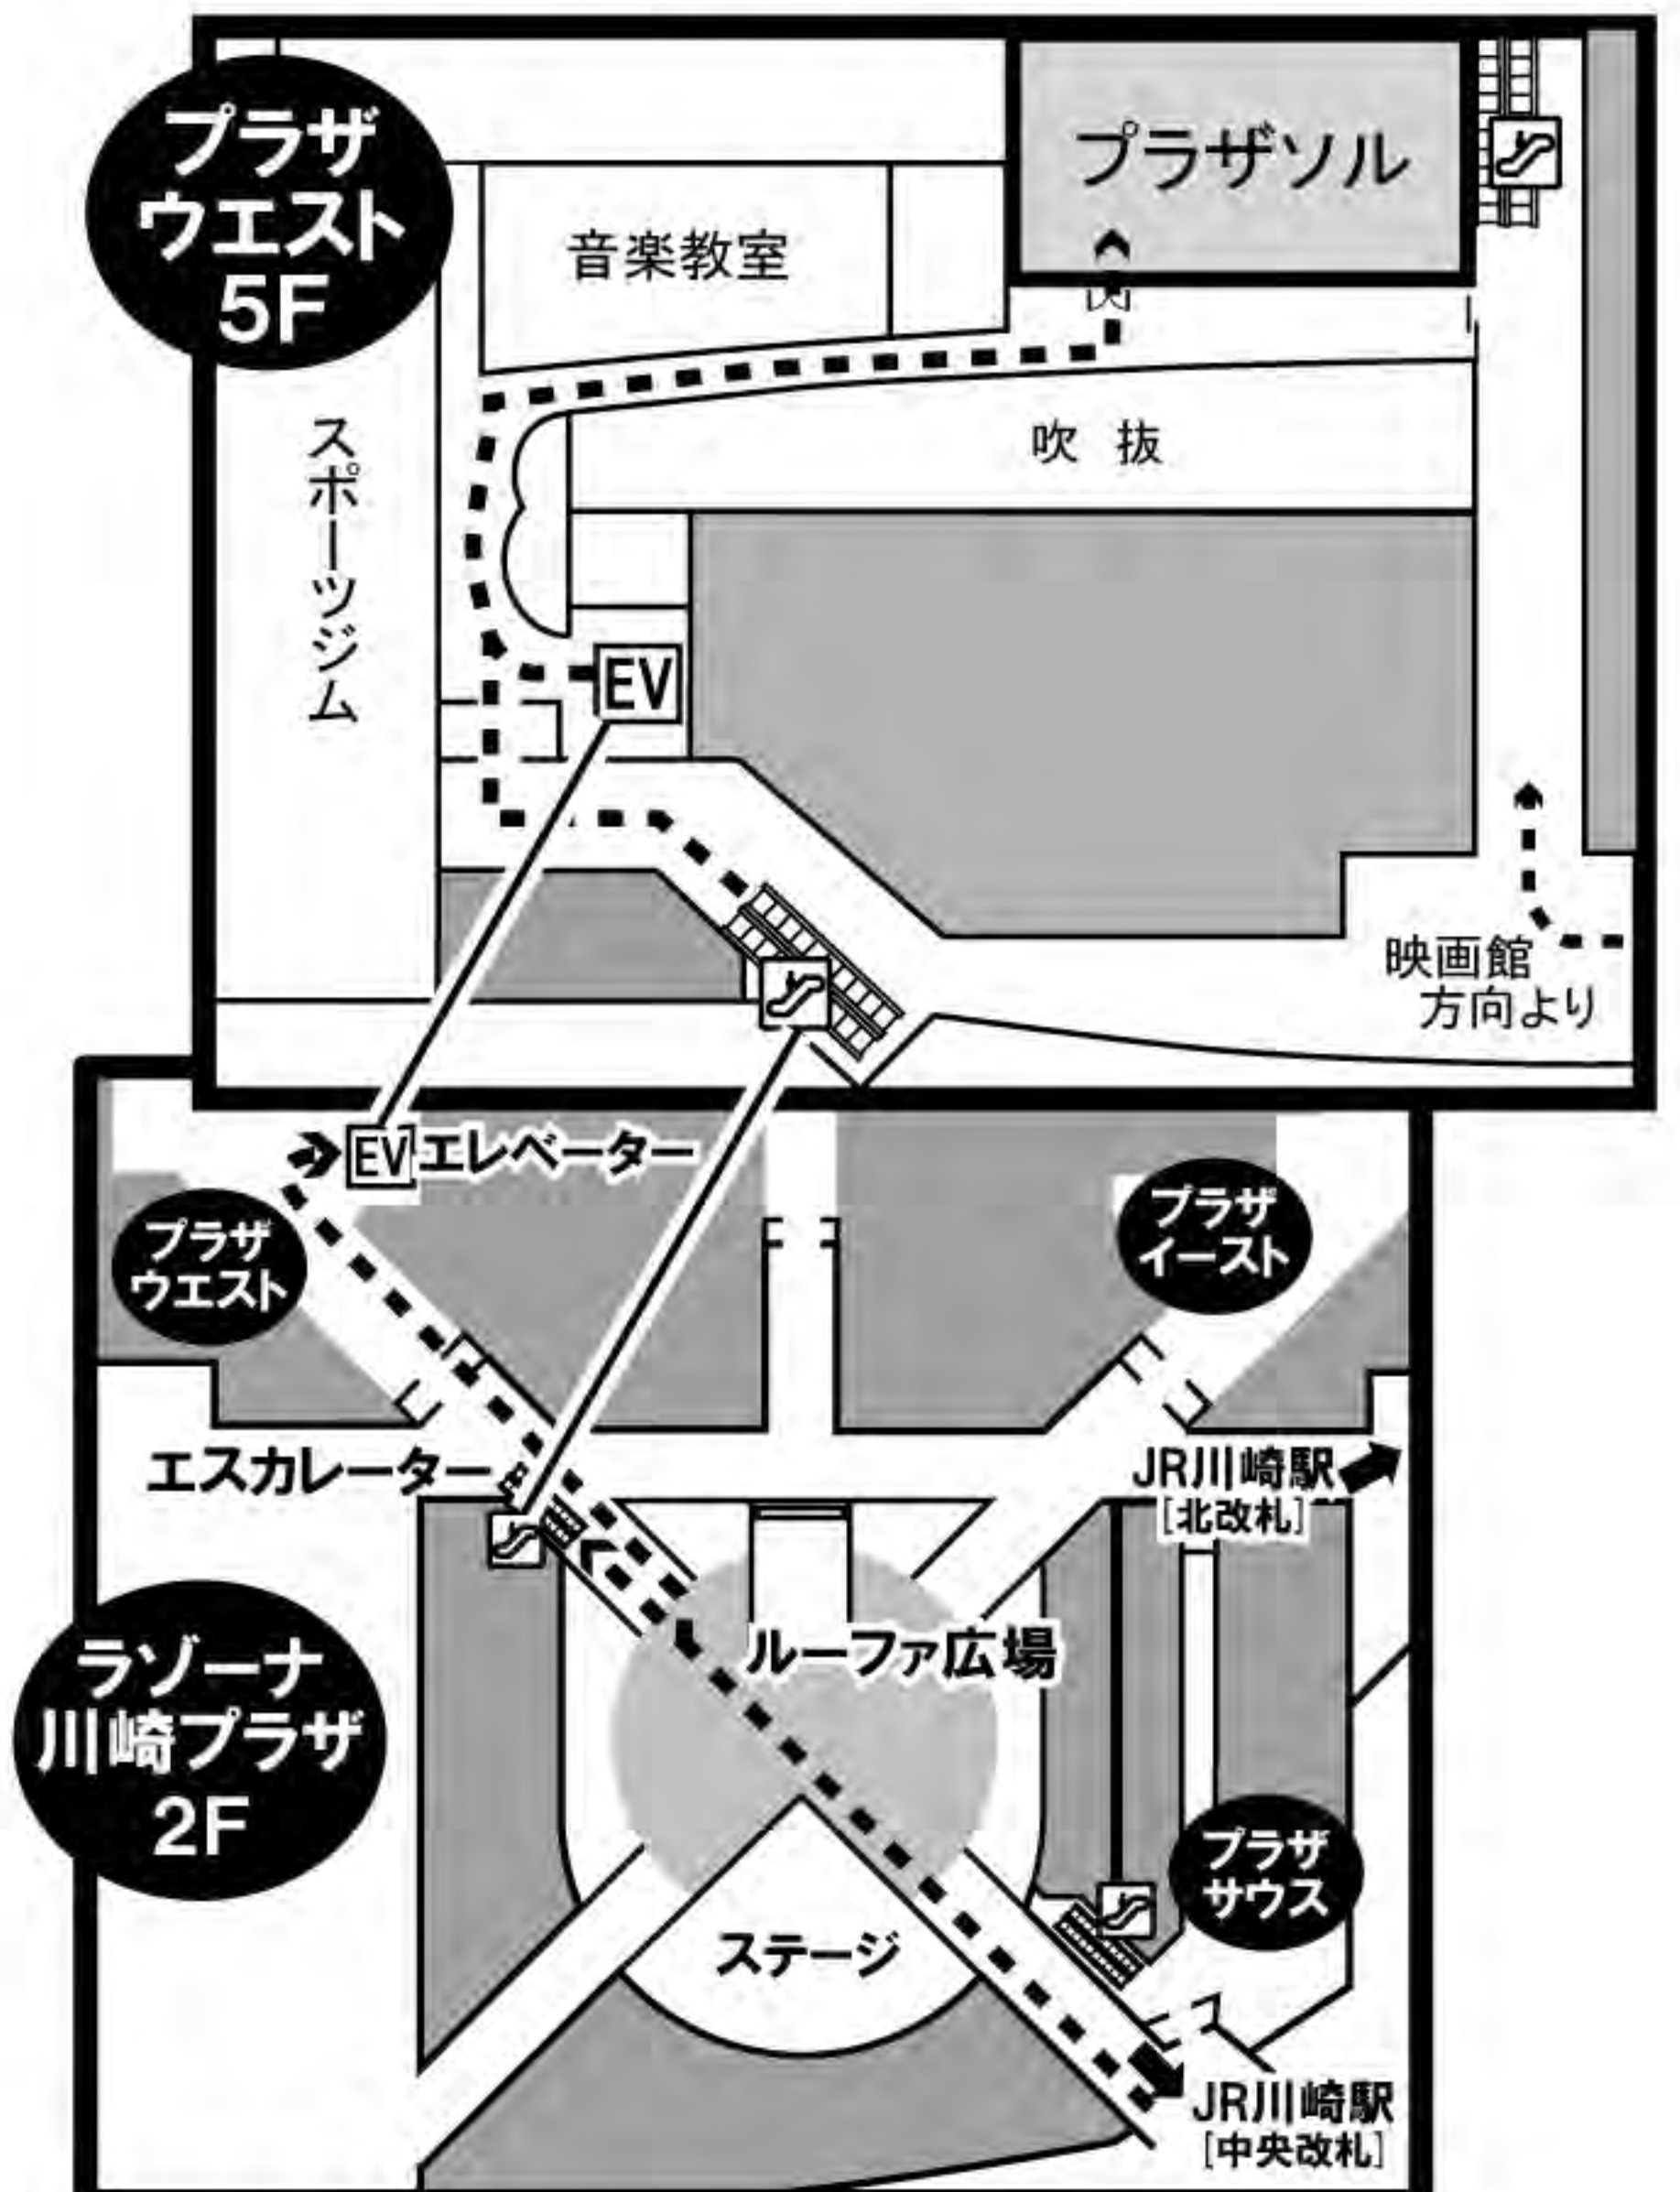 プラザ
ウエスト
5F
プラザソル
音楽教室
スポーツジム
吹 抜
EV
映画館
方向より
EV エレベーター
プラザ
ウエスト
プラザ
イースト
エスカレーター
JR川崎駅
[北改札]
ルーファ広場
ラゾーナ
川崎プラザ
2F
プラザ
サウス
ステージ
JR川崎駅
[中央改札]